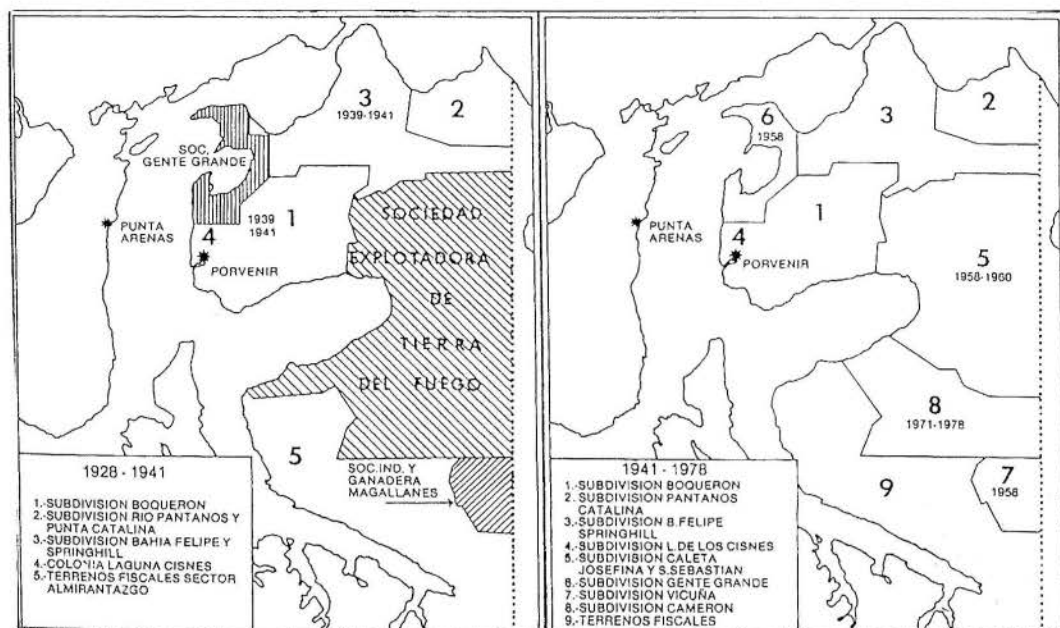 3
1939-1941
2
SOC.
GENTE GRANDE
1
1939
1941
PUNTA
ARENAS
4
PORVENIR
SOCIEDAD
EXPLOTADORA
DE
TIERRA
DEL FUEGO
5
SOC.IND. Y
GANADERA
MAGALLANES
1928 - 1941
1.-SUBDIVISION BOQUERON
2.-SUBDIVISION RIO PANTANOS Y
PUNTA CATALINA
3.-SUBDIVISION BAHIA FELIPE Y
SPRINGHILL
4.-COLONIA LAGUNA CISNES
5.-TERRENOS FISCALES SECTOR
ALMIRANTAZGO
6
1958
3
2
1
PUNTA
ARENAS
4
PORVENIR
5
1958-1960
8
1971-1978
9
7
1958
1941-1978
1.-SUBDIVISION BOQUERON
2.SUBDIVISION PANTANOS
CATALINA
3.-SUBDIVISION B.FELIPE
SPRINGHILL
4.-SUBDIVISION L.DE LOS CISNES
5.-SUBDIVISION CALETA
JOSEFINA Y S.SEBASTIAN
6.-SUBDIVISION GENTE GRANDE
7.-SUBDIVISION VICUÑA
8.-SUBDIVISION CAMERON
9.-TERRENOS FISCALES